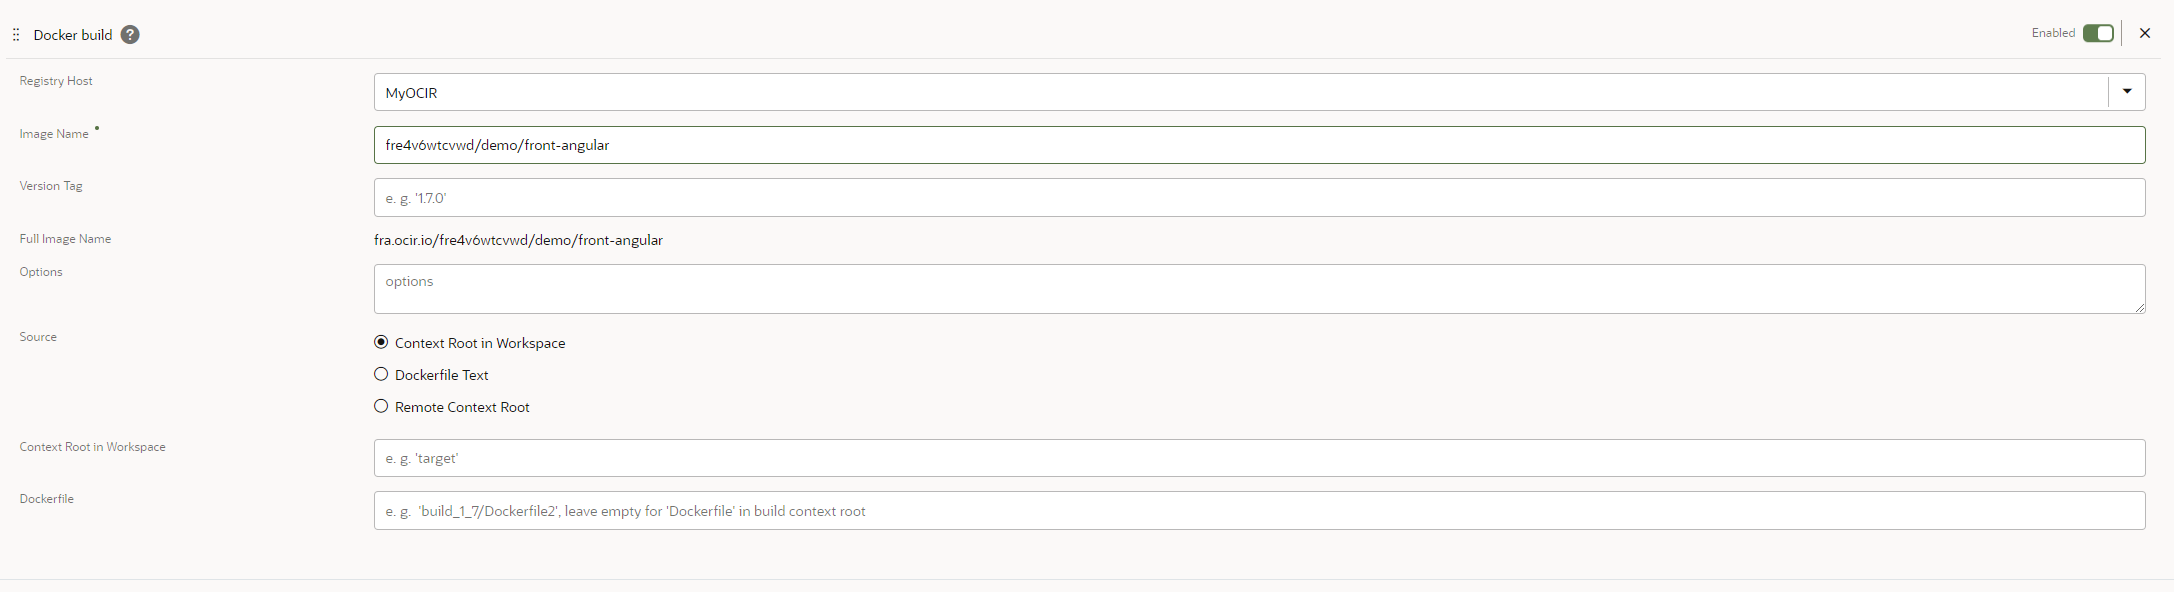 Docker build ?
Enabled
Registry Host
MyOCIR
Image Name
fre4v6wtcvwd/demo/front-angular
Version Tag
e. g. '1.7.0'
Full Image Name
fra.ocir.io/fre4v6wtcvwd/demo/front-angular
Options
options
Source
Context Root in Workspace
Dockerfile Text
Remote Context Root
Context Root in Workspace
e. g. 'target'
Dockerfile
e. g. 'build_1_7/Dockerfile2', leave empty for 'Dockerfile' in build context root